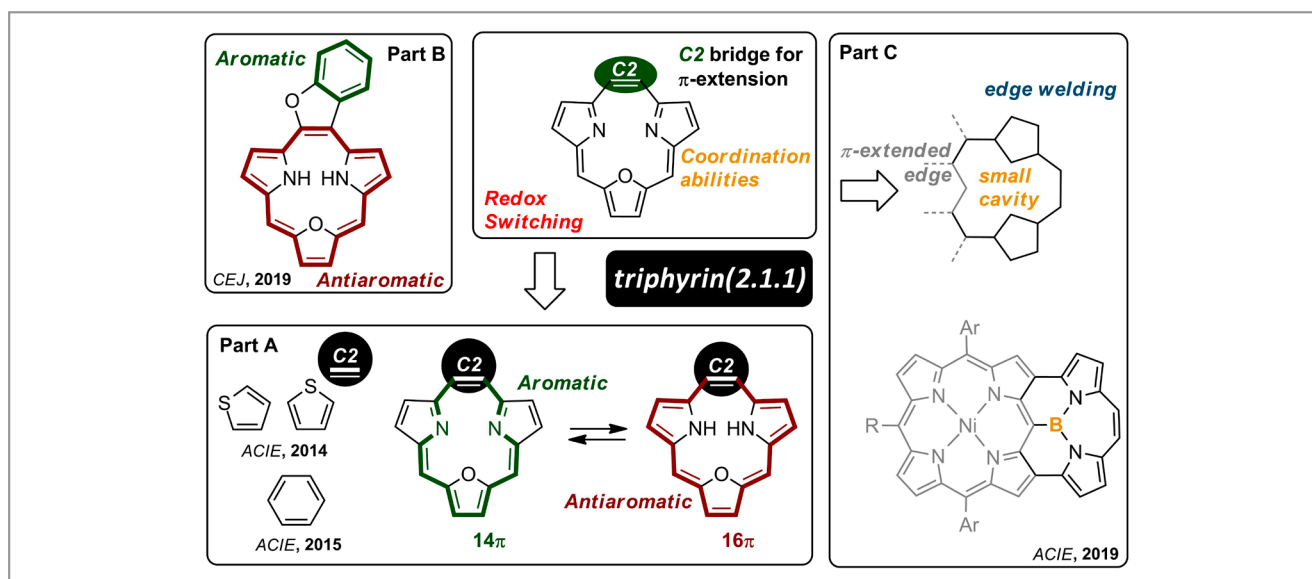 Aromatic
Part B
O
NH HN
O
CEJ, 2019
Antiaromatic
C2
C2 bridge for
π-extension
N N
O
Coordination
abilities
Redox
Switching
triphyrin(2.1.1)
Part A
C2
S
S
ACIE, 2014
ACIE, 2015
C2
Aromatic
N N
O
14π
C2
NH HN
O
Antiaromatic
16π
Part C
edge welding
π-extended
edge
small
cavity
Ar
N N
N
R
Ni
B
N N
N
Ar
ACIE, 2019